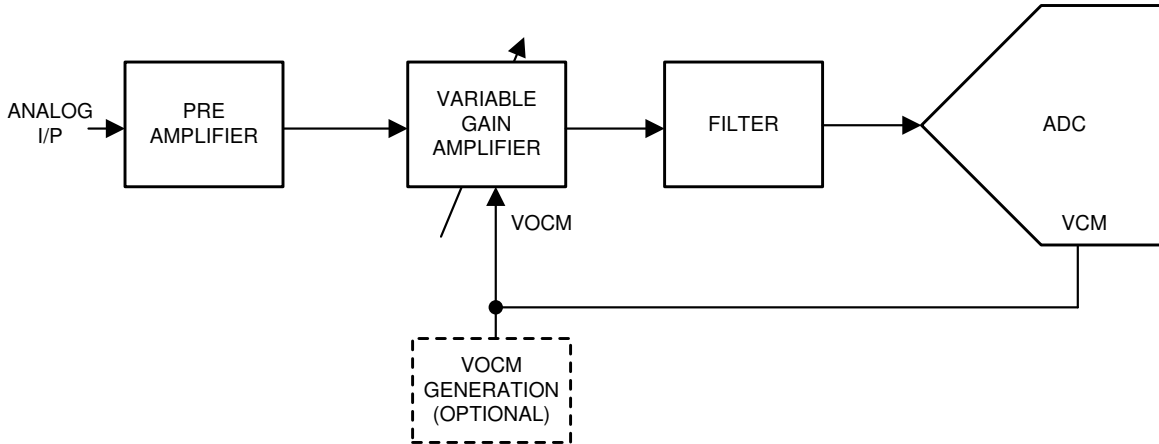 ANALOG
I/P
PRE
AMPLIFIER
VARIABLE
GAIN
AMPLIFIER
FILTER
ADC
VOCM
VCM
VOCM
GENERATION
(OPTIONAL)